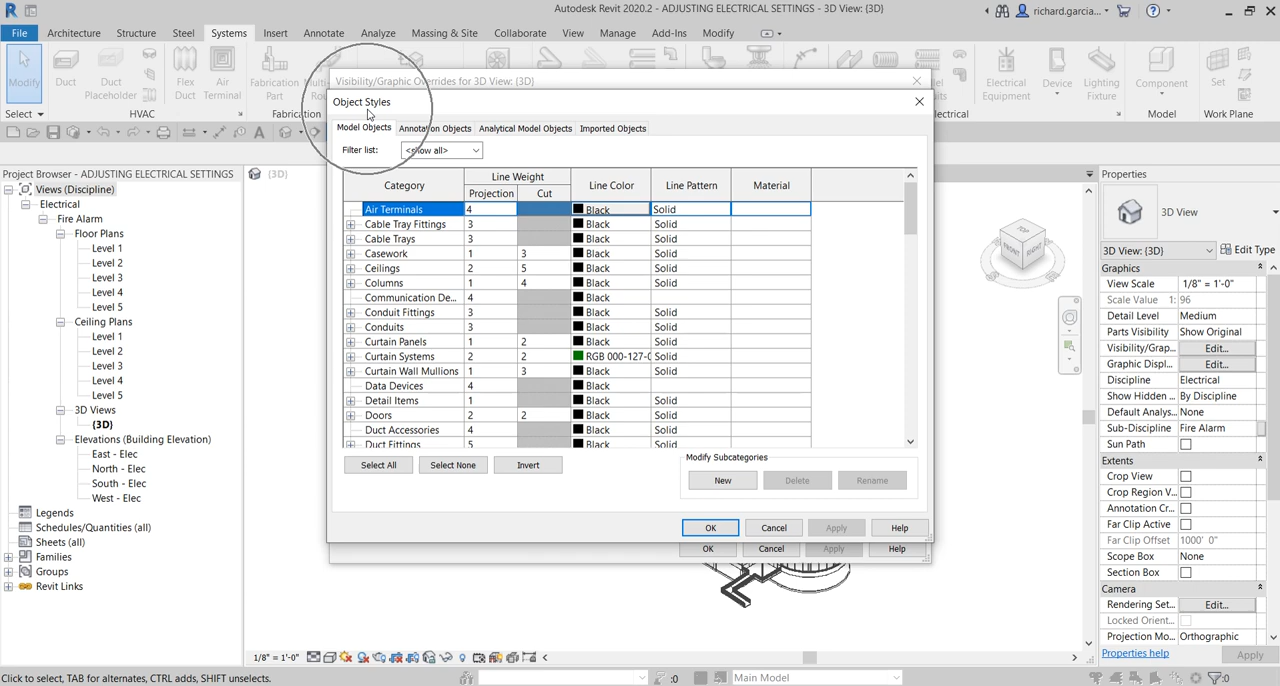 Autodesk Revit 2020.2 - ADJUSTING ELECTRICAL SETTINGS - 3D View: {3D}
richard.garcia...
File Architecture Structure Steel Systems Insert Annotate Analyze Massing & Site Collaborate View Manage Add-Ins Modify
Modify
Duct
Duct
Placeholder
Flex
Duct
Air
Terminal
Fabrication
Part
Electrical
Equipment
Device
Lighting
Fixture
Component
Set
Select
HVAC
Model
Work Plane
Visibility/Graphic Overrides for 3D View: {3D}
Object Styles
Model Objects Annotation Objects Analytical Model Objects Imported Objects
Filter list: <show all>
Category Line Weight Line Color Line Pattern Material
Projection Cut
Air Terminals 4 Black Solid
Cable Tray Fittings 3 Black Solid
Cable Trays 3 Black Solid
Casework 1 3 Black Solid
Ceilings 2 5 Black Solid
Columns 1 4 Black Solid
Communication De... 4 Black
Conduit Fittings 3 Black Solid
Conduits 3 Black Solid
Curtain Panels 1 2 Black Solid
Curtain Systems 2 2 RGB 000-127-0 Solid
Curtain Wall Mullions 1 3 Black Solid
Data Devices 4 Black
Detail Items 1 Black Solid
Doors 2 2 Black Solid
Duct Accessories 4 Black Solid
Duct Fittings 5 Black Solid
Select All Select None Invert
Modify Subcategories
New Delete Rename
OK Cancel Apply Help
OK Cancel Apply Help
Project Browser - ADJUSTING ELECTRICAL SETTINGS
Views (Discipline)
Electrical
Fire Alarm
Floor Plans
Level 1
Level 2
Level 3
Level 4
Level 5
Ceiling Plans
Level 1
Level 2
Level 3
Level 4
Level 5
3D Views
{3D}
Elevations (Building Elevation)
East - Elec
North - Elec
South - Elec
West - Elec
Legends
Schedules/Quantities (all)
Sheets (all)
Families
Groups
Revit Links
{3D}
TOP
FRONT
RIGHT
Properties
3D View
3D View: {3D} Edit Type
Graphics
View Scale 1/8" = 1'-0"
Scale Value 1: 96
Detail Level Medium
Parts Visibility Show Original
Visibility/Grap... Edit...
Graphic Displ... Edit...
Discipline Electrical
Show Hidden ... By Discipline
Default Analys... None
Sub-Discipline Fire Alarm
Sun Path
Extents
Crop View
Crop Region V...
Annotation Cr...
Far Clip Active
Far Clip Offset 1000' 0"
Scope Box None
Section Box
Camera
Rendering Set... Edit...
Locked Orient...
Projection Mo... Orthographic
Properties help Apply
1/8" = 1'-0"
Click to select, TAB for alternates, CTRL adds, SHIFT unselects.
:0
Main Model
:0